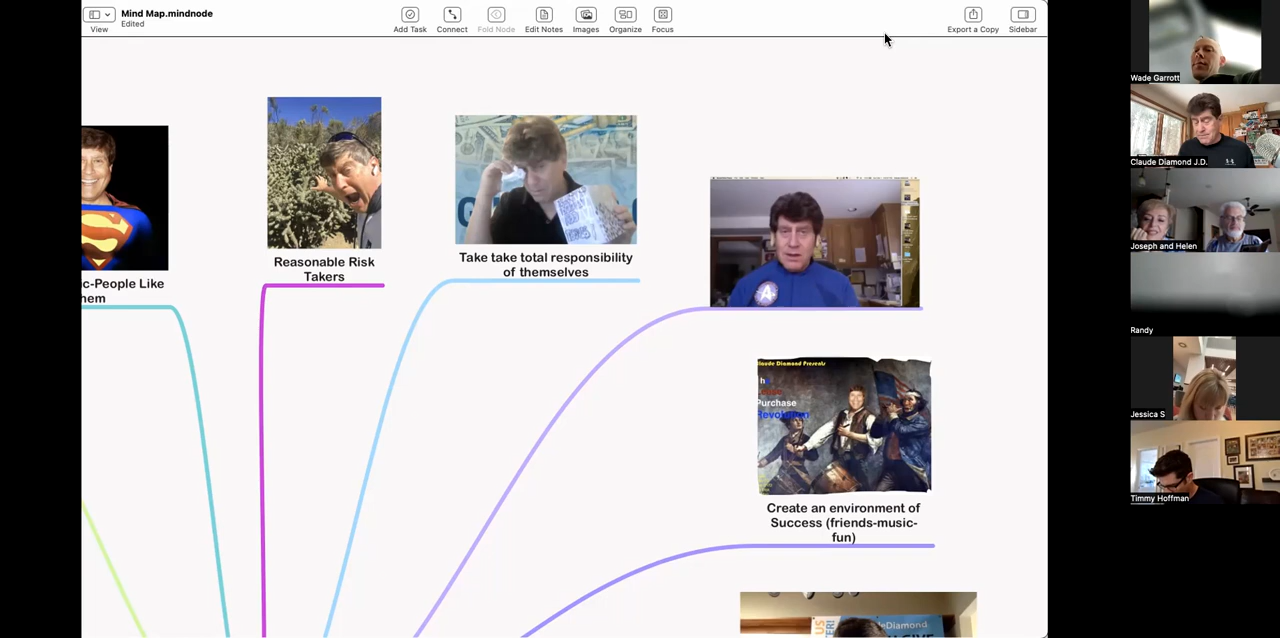 Mind Map.mindnode
Edited
View
Add Task
Connect
Fold Node
Edit Notes
Images
Organize
Focus
Export a Copy
Sidebar
c-People Like
hem
Reasonable Risk
Takers
Take take total responsibility
of themselves
A
Claude Diamond Presents
Purchase
Revolution
Create an environment of
Success (friends-music-
fun)
Wade Garrott
Claude Diamond J.D.
Joseph and Helen
Randy
Jessica S
Timmy Hoffman